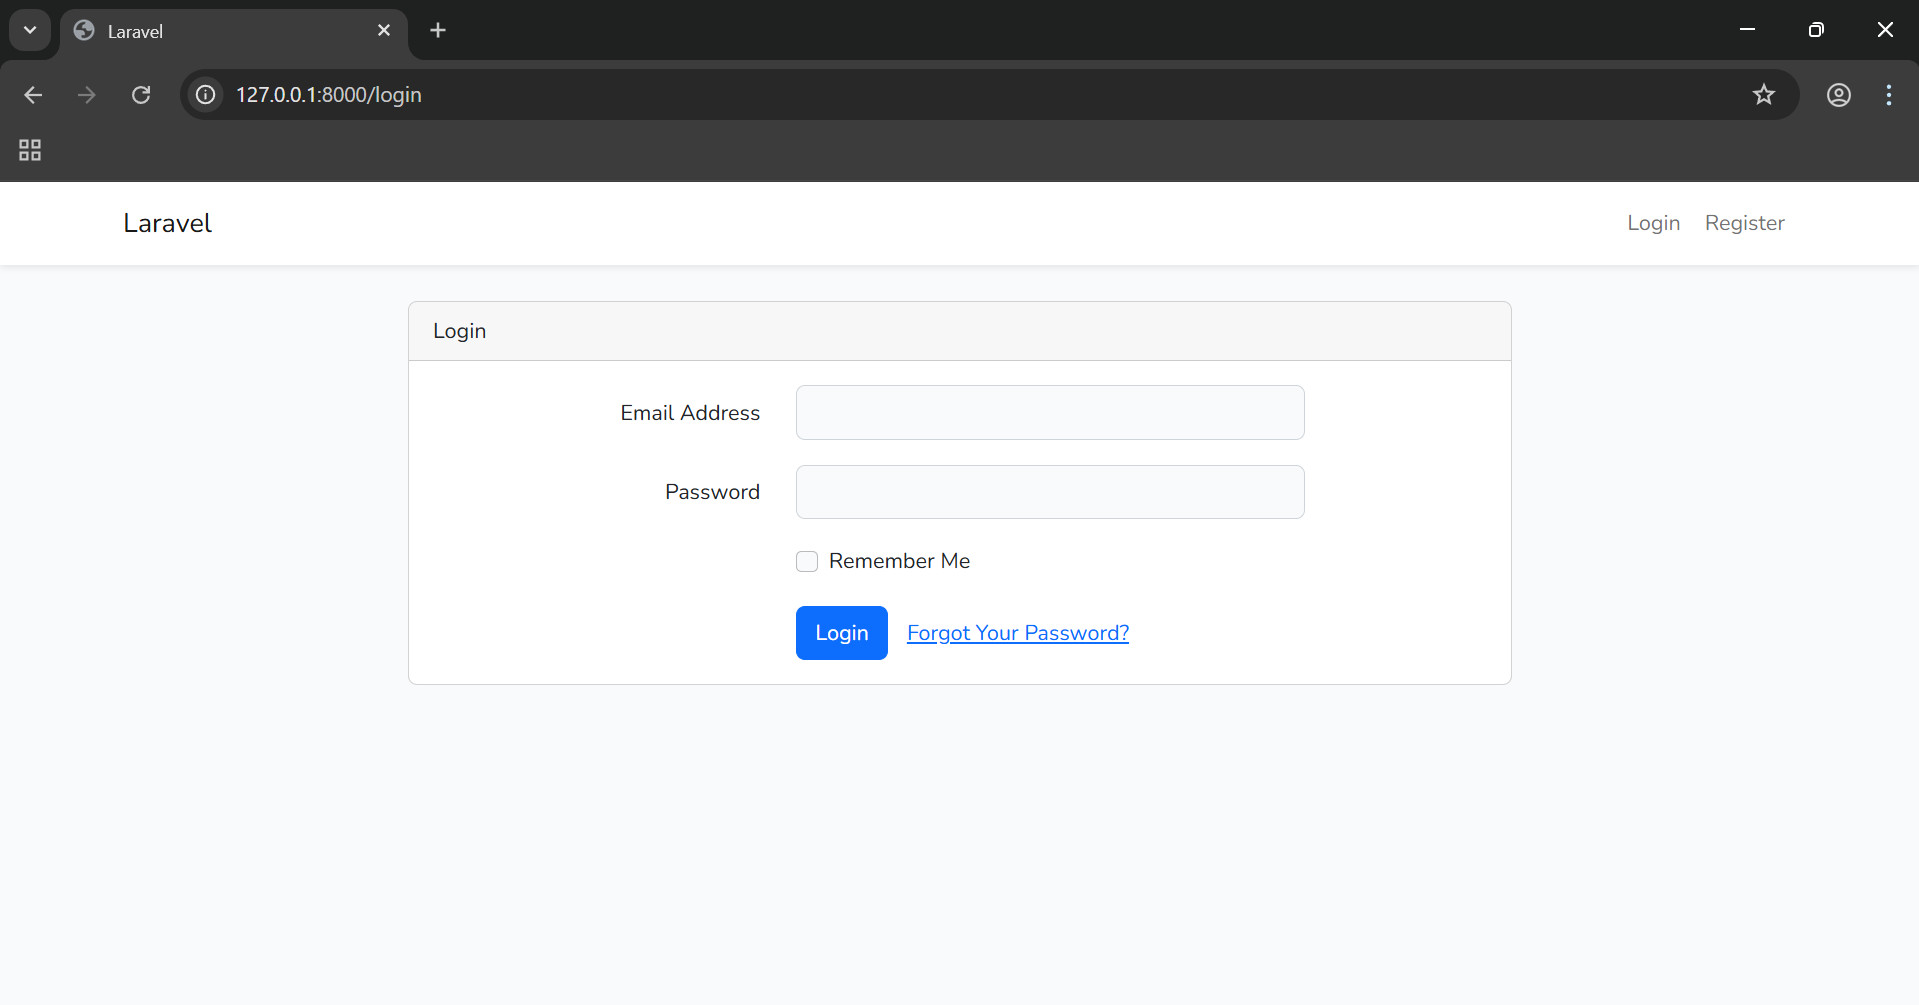 Laravel
127.0.0.1:8000/login
Laravel
Login Register
Login
Email Address
Password
Remember Me
Login Forgot Your Password?